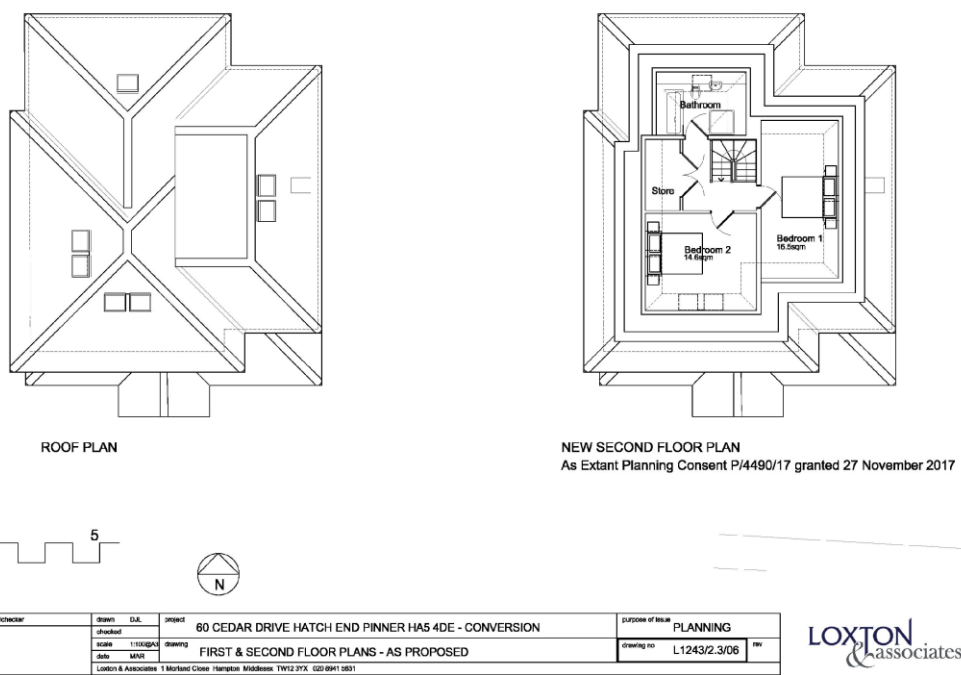 Bathroom
Store
Bedroom 1
16.5sqm
Bedroom 2
14.6sqm
ROOF PLAN
NEW SECOND FLOOR PLAN
As Extant Planning Consent P/4490/17 granted 27 November 2017
5
N
drawn DJL
checked
scale 1:100@A3
date MAR
project 60 CEDAR DRIVE HATCH END PINNER HA5 4DE - CONVERSION
drawing FIRST & SECOND FLOOR PLANS - AS PROPOSED
Loxton & Associates 1 Morland Close Hampton Middlesex TW12 3YX 020 8941 5631
purpose of issue
PLANNING
drawing no L1243/2.3/06 rev
LOXTON
& associates